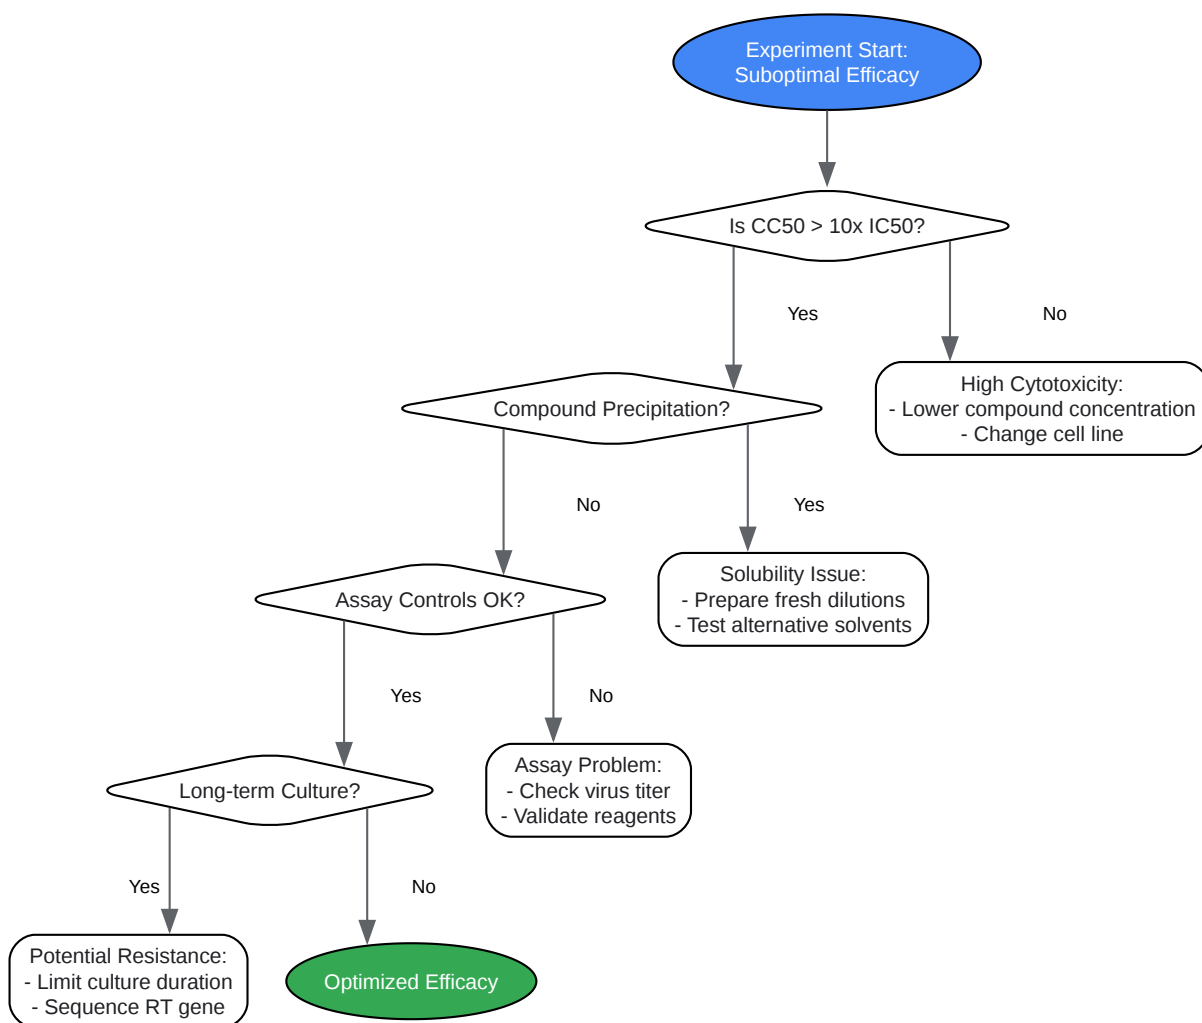 Experiment Start:
Suboptimal Efficacy
Is CC50 > 10x IC50?
Yes
No
High Cytotoxicity:
- Lower compound concentration
- Change cell line
Compound Precipitation?
No
Yes
Solubility Issue:
- Prepare fresh dilutions
- Test alternative solvents
Assay Controls OK?
Yes
No
Assay Problem:
- Check virus titer
- Validate reagents
Long-term Culture?
Yes
No
Potential Resistance:
- Limit culture duration
- Sequence RT gene
Optimized Efficacy